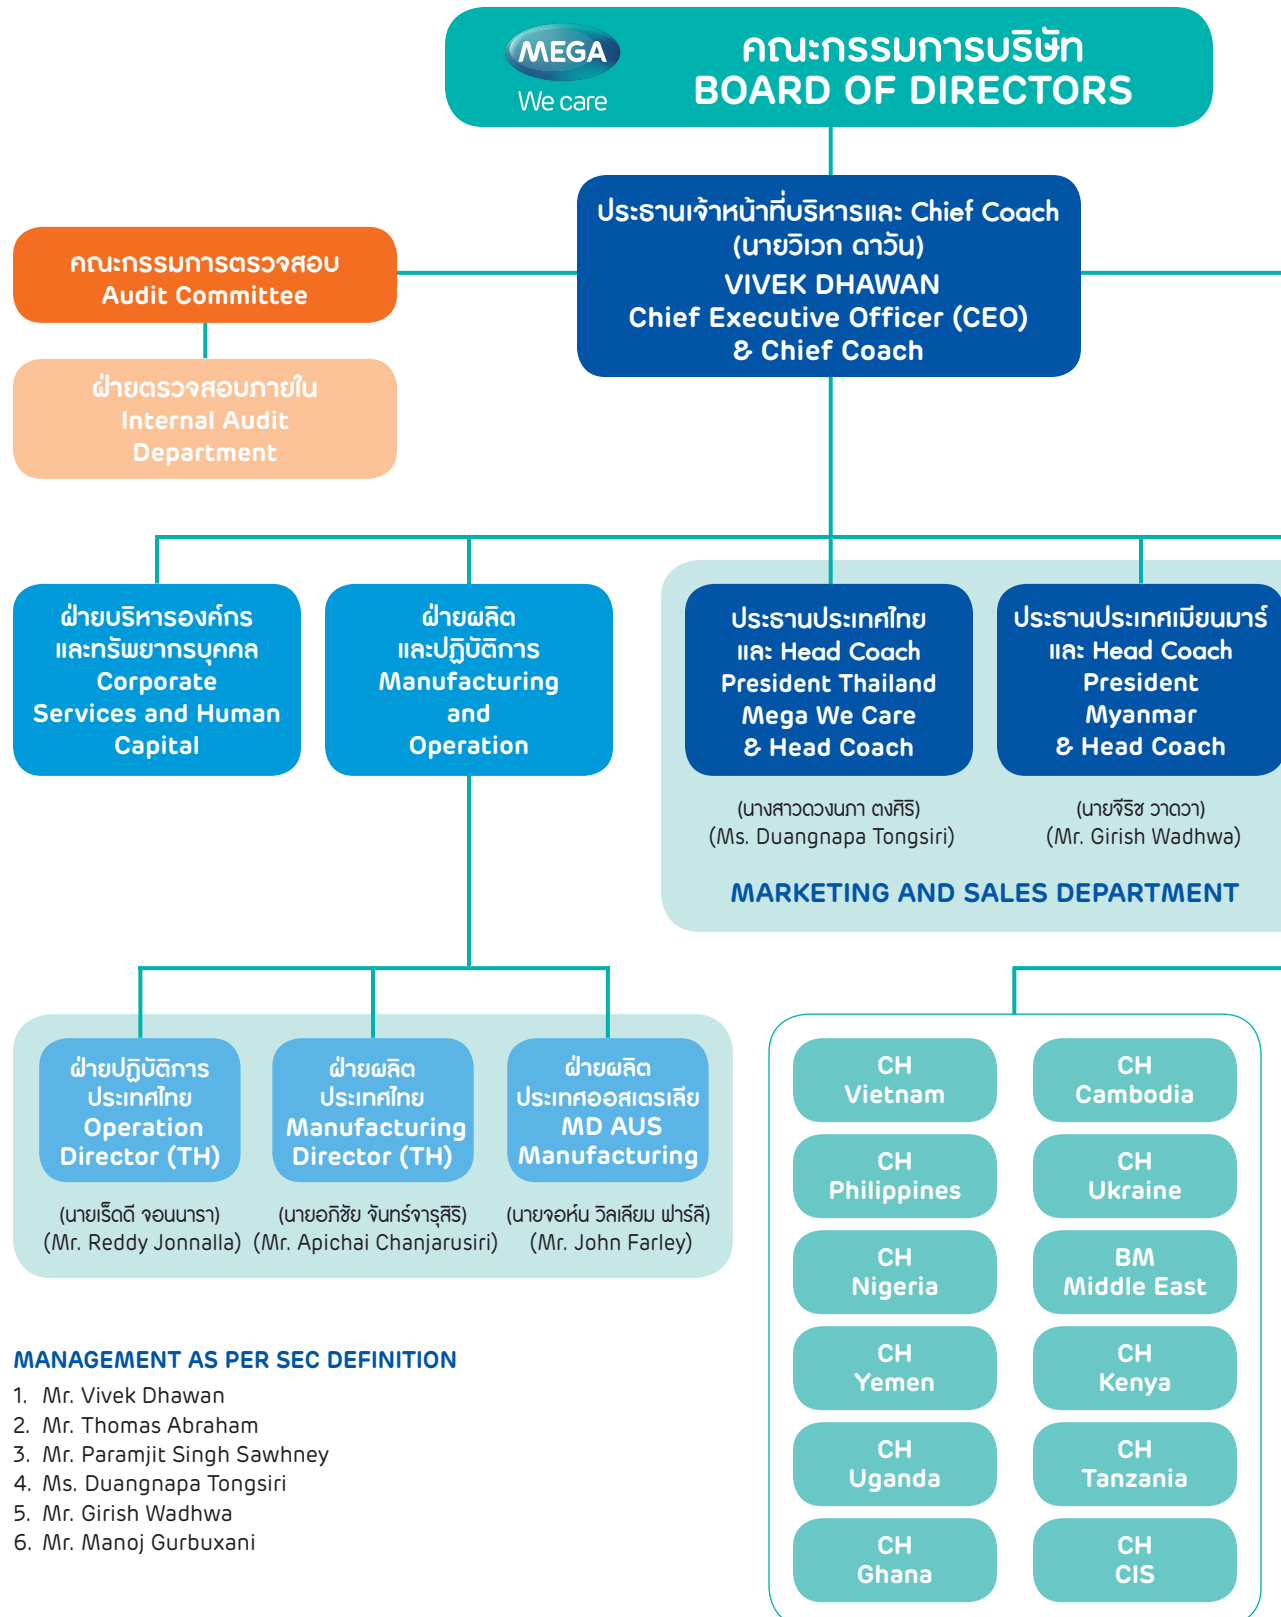 MEGA
We care
คณะกรรมการบริษัท
BOARD OF DIRECTORS
ประธานเจ้าหน้าที่บริหารและ Chief Coach
(นายวิเวก ดาวัน)
VIVEK DHAWAN
Chief Executive Officer (CEO)
& Chief Coach
คณะกรรมการตรวจสอบ
Audit Committee
ฝ่ายตรวจสอบภายใน
Internal Audit
Department
ฝ่ายบริหารองค์กร
และทรัพยากรบุคคล
Corporate
Services and Human
Capital
ฝ่ายผลิต
และปฏิบัติการ
Manufacturing
and
Operation
ประธานประเทศไทย
และ Head Coach
President Thailand
Mega We Care
& Head Coach
(นางสาวดวงนภา ตงศิริ)
(Ms. Duangnapa Tongsiri)
ประธานประเทศเมียนมาร์
และ Head Coach
President
Myanmar
& Head Coach
(นายจีริช วาดวา)
(Mr. Girish Wadhwa)
MARKETING AND SALES DEPARTMENT
ฝ่ายปฏิบัติการ
ประเทศไทย
Operation
Director (TH)
(นายเร็ดดี จอนนารา)
(Mr. Reddy Jonnalla)
ฝ่ายผลิต
ประเทศไทย
Manufacturing
Director (TH)
(นายอภิชัย จันทร์จารุสิริ)
(Mr. Apichai Chanjarusiri)
ฝ่ายผลิต
ประเทศออสเตรเลีย
MD AUS
Manufacturing
(นายจอห์น วิลเลียม ฟาร์ลี)
(Mr. John Farley)
CH
Vietnam
CH
Cambodia
CH
Philippines
CH
Ukraine
CH
Nigeria
BM
Middle East
CH
Yemen
CH
Kenya
CH
Uganda
CH
Tanzania
CH
Ghana
CH
CIS
MANAGEMENT AS PER SEC DEFINITION
1. Mr. Vivek Dhawan
2. Mr. Thomas Abraham
3. Mr. Paramjit Singh Sawhney
4. Ms. Duangnapa Tongsiri
5. Mr. Girish Wadhwa
6. Mr. Manoj Gurbuxani